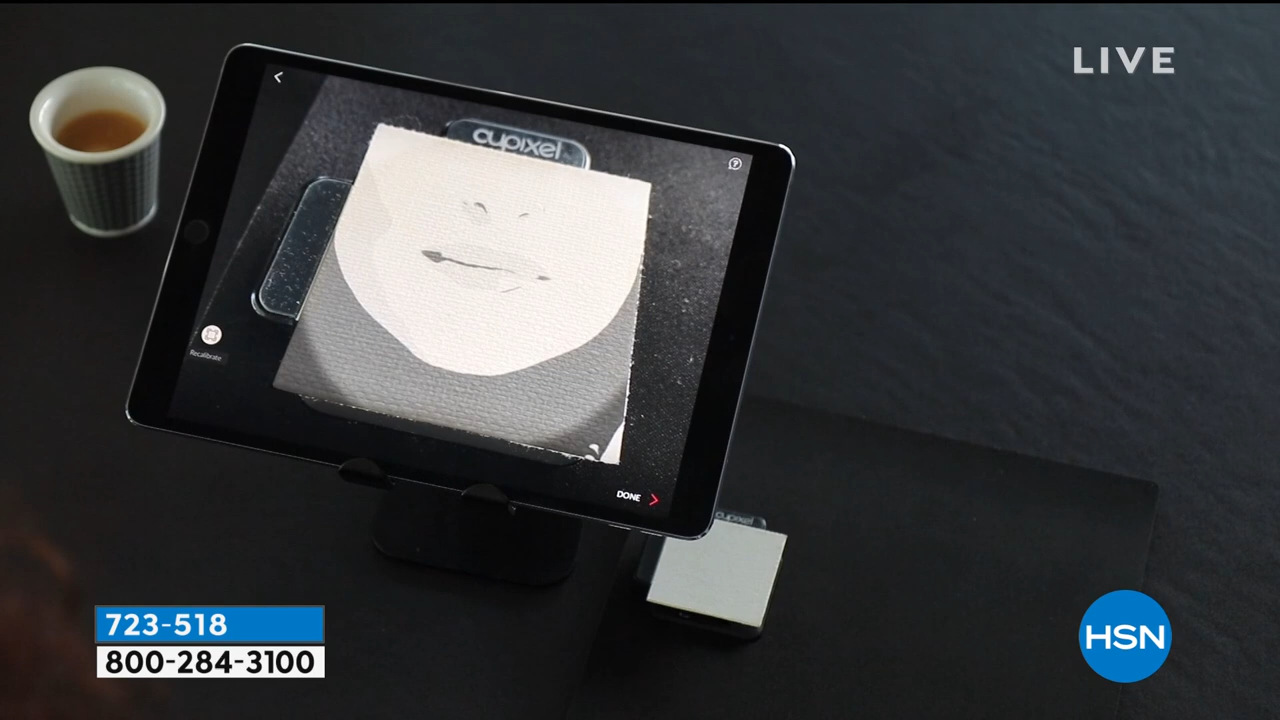 LIVE
cupixel
Recalibrate
DONE
cupixel
723-518
800-284-3100
HSN